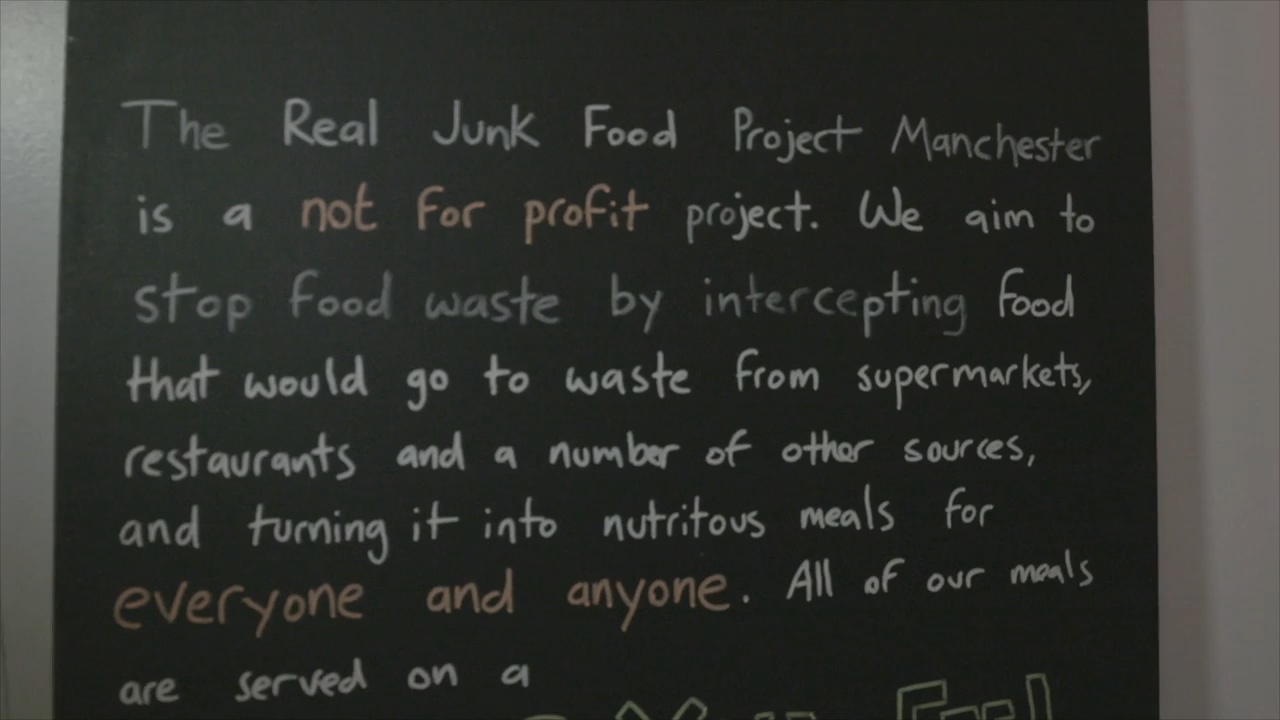 The Real Junk Food Project Manchester
is a not for profit project. We aim to
stop food waste by intercepting food
that would go to waste from supermarkets,
restaurants and a number of other sources,
and turning it into nutritous meals for
everyone and anyone. All of our meals
are served on a